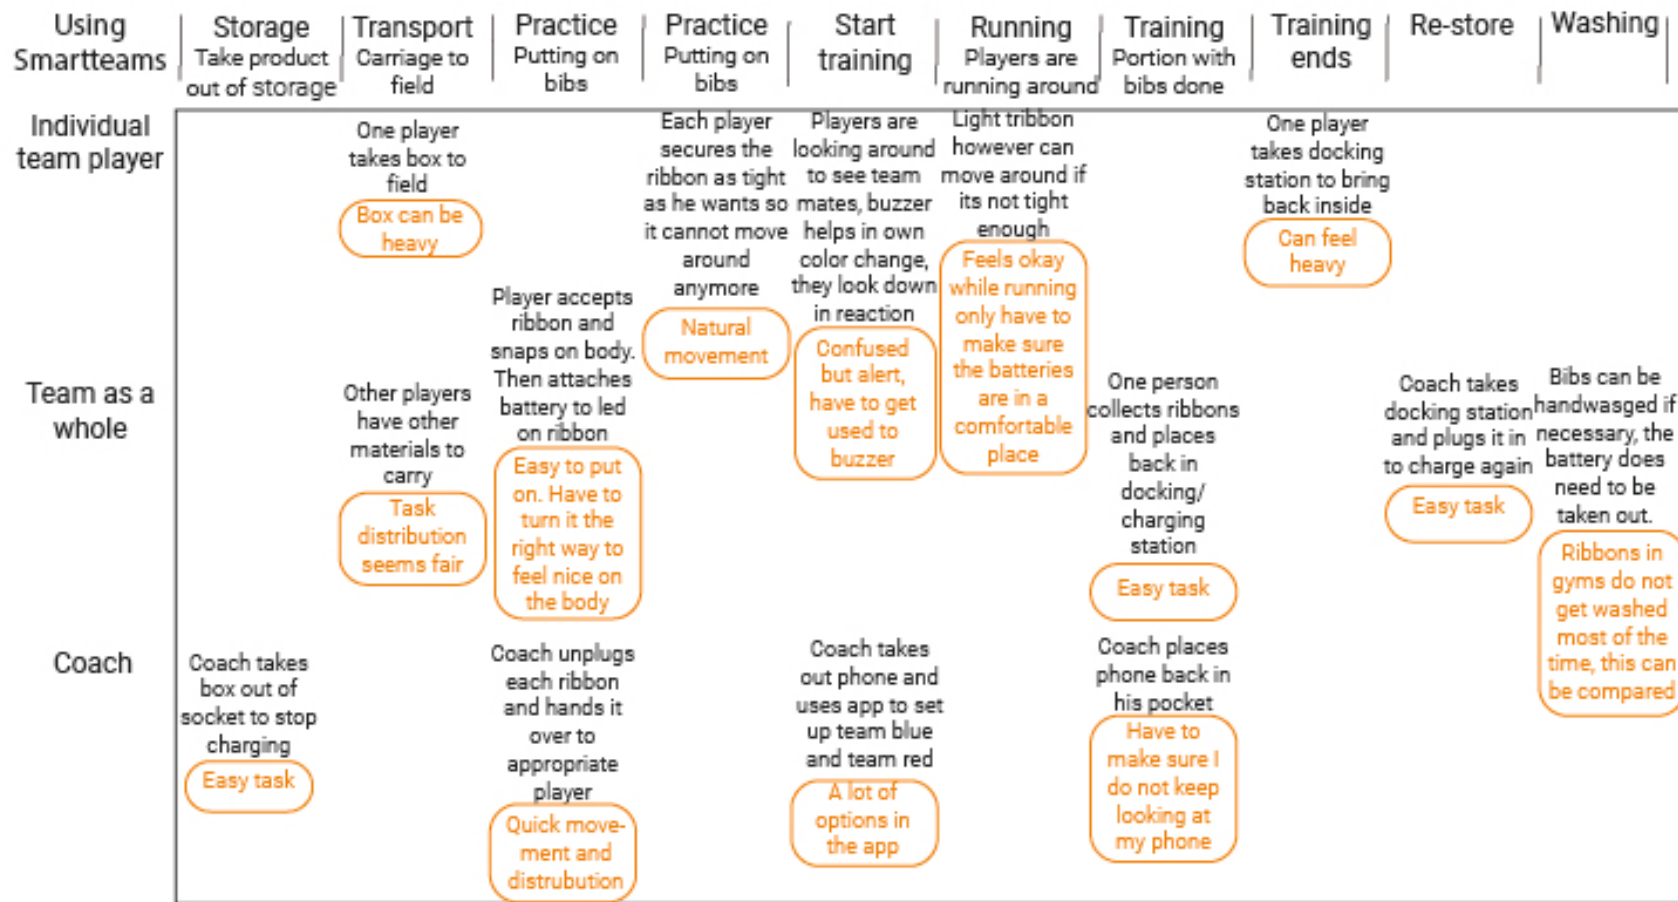 Using
Smartteams
Storage
Take product
out of storage
Transport
Carriage to
field
Practice
Putting on
bibs
Practice
Putting on
bibs
Start
training
Running
Players are
running around
Training
Portion with
bibs done
Training
ends
Re-store
Washing
Individual
team player
One player
takes box to
field
Box can be
heavy
Each player
secures the
ribbon as tight
as he wants so
it cannot move
around
anymore
Natural
movement
Players are
looking around
to see team
mates, buzzer
helps in own
color change,
they look down
in reaction
Confused
but alert,
have to get
used to
buzzer
Light tribbon
however can
move around if
its not tight
enough
Feels okay
while running
only have to
make sure
the batteries
are in a
comfortable
place
One player
takes docking
station to bring
back inside
Can feel
heavy
Team as a
whole
Other players
have other
materials to
carry
Task
distribution
seems fair
Player accepts
ribbon and
snaps on body.
Then attaches
battery to led
on ribbon
Easy to put
on. Have to
turn it the
right way to
feel nice on
the body
One person
collects ribbons
and places
back in
docking/
charging
station
Easy task
Coach takes
docking station
and plugs it in
to charge again
Easy task
Bibs can be
handwasged if
necessary, the
battery does
need to be
taken out.
Ribbons in
gyms do not
get washed
most of the
time, this can
be compared
Coach
Coach takes
box out of
socket to stop
charging
Easy task
Coach unplugs
each ribbon
and hands it
over to
appropriate
player
Quick move-
ment and
distrubution
Coach takes
out phone and
uses app to set
up team blue
and team red
A lot of
options in
the app
Coach places
phone back in
his pocket
Have to
make sure I
do not keep
looking at
my phone